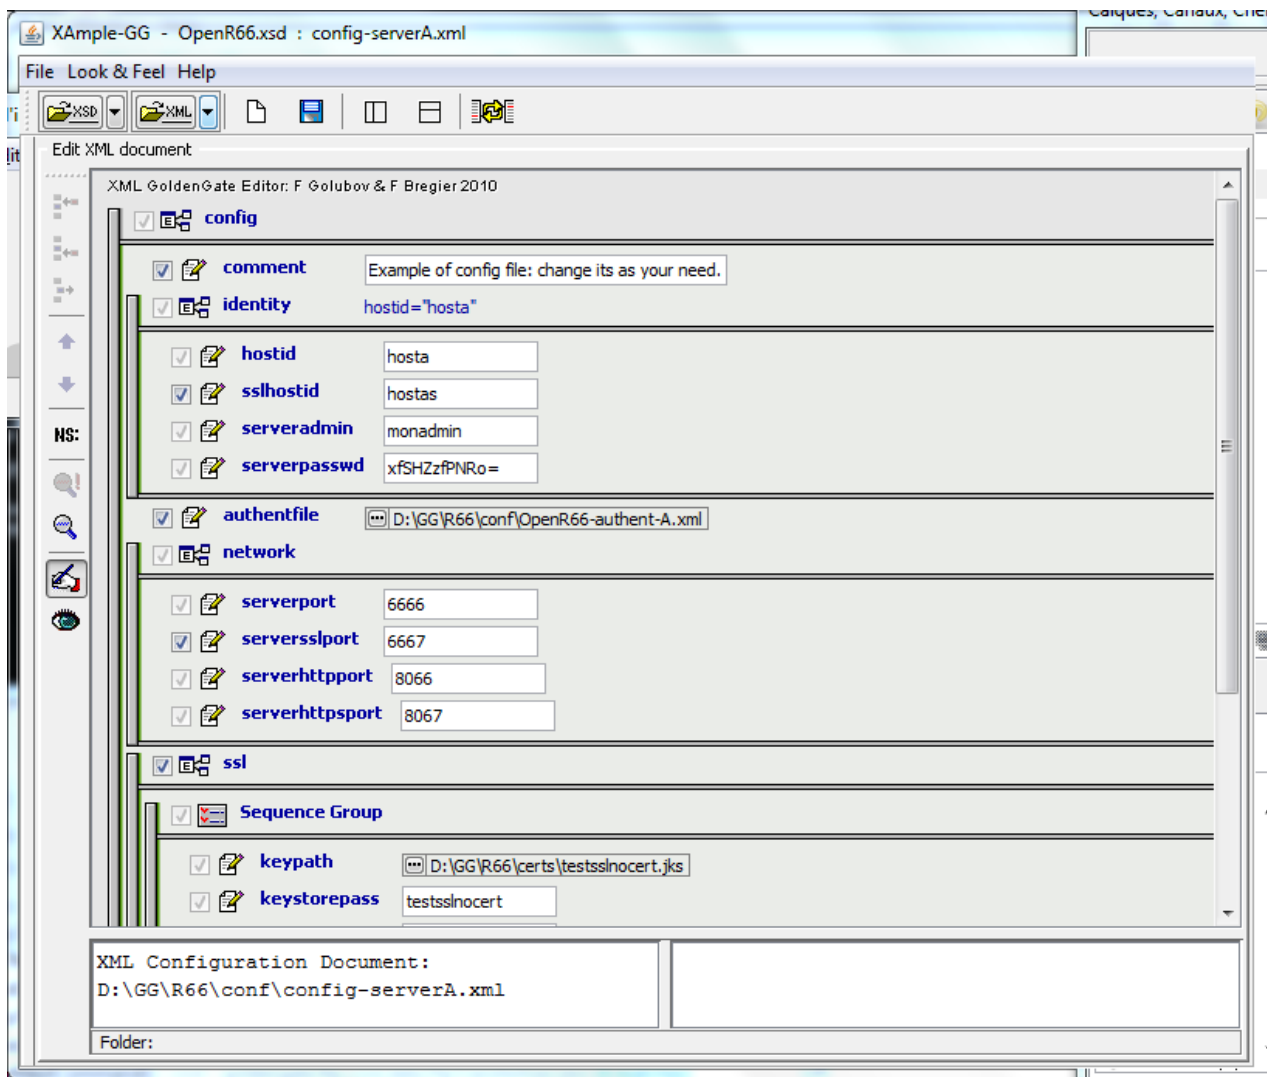 Calques, Canaux, Che
XAmple-GG - OpenR66.xsd : config-serverA.xml
File Look & Feel Help
XSD XML
Edit XML document
XML GoldenGate Editor: F Golubov & F Bregier 2010
config
comment Example of config file: change its as your need.
identity hostid="hosta"
hostid hosta
sslhostid hostas
serveradmin monadmin
NS:
serverpasswd xfSHZzfPNRo=
authentfile D:\GG\R66\conf\OpenR66-authent-A.xml
network
serverport 6666
serversslport 6667
serverhttpport 8066
serverhttpsport 8067
ssl
Sequence Group
keypath D:\GG\R66\certs\testsslnocert.jks
keystorepass testsslnocert
XML Configuration Document:
D:\GG\R66\conf\config-serverA.xml
Folder: